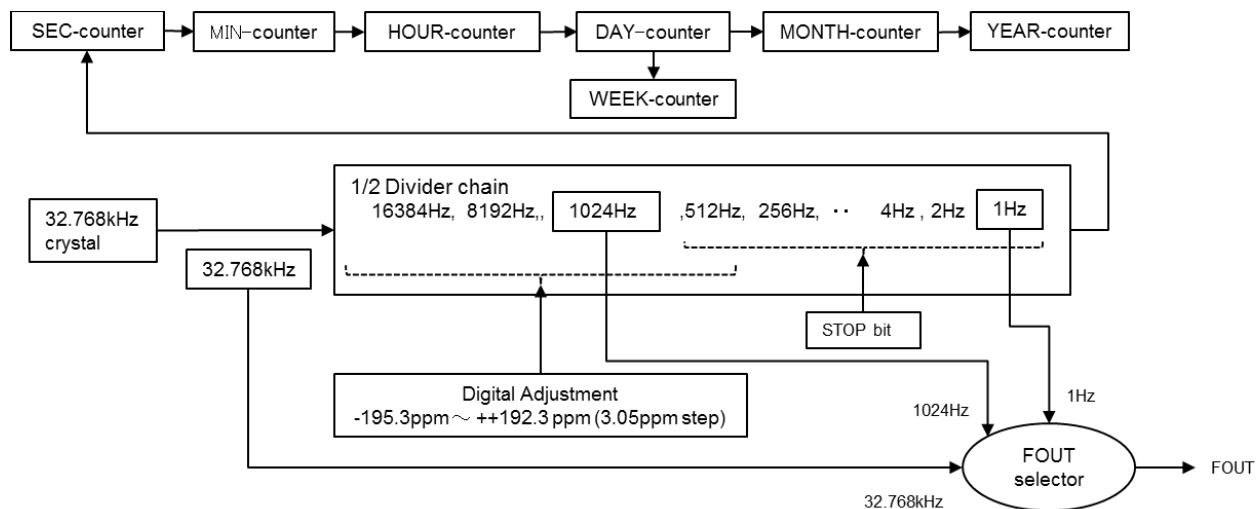 SEC-counter
MIN-counter
HOUR-counter
DAY-counter
MONTH-counter
YEAR-counter
WEEK-counter
1/2 Divider chain
16384Hz, 8192Hz,, 1024Hz ,512Hz, 256Hz, ・・ 4Hz , 2Hz 1Hz
32.768kHz
crystal
32.768kHz
STOP bit
Digital Adjustment
-195.3ppm～ ++192.3 ppm (3.05ppm step)
1024Hz
1Hz
FOUT
selector
FOUT
32.768kHz